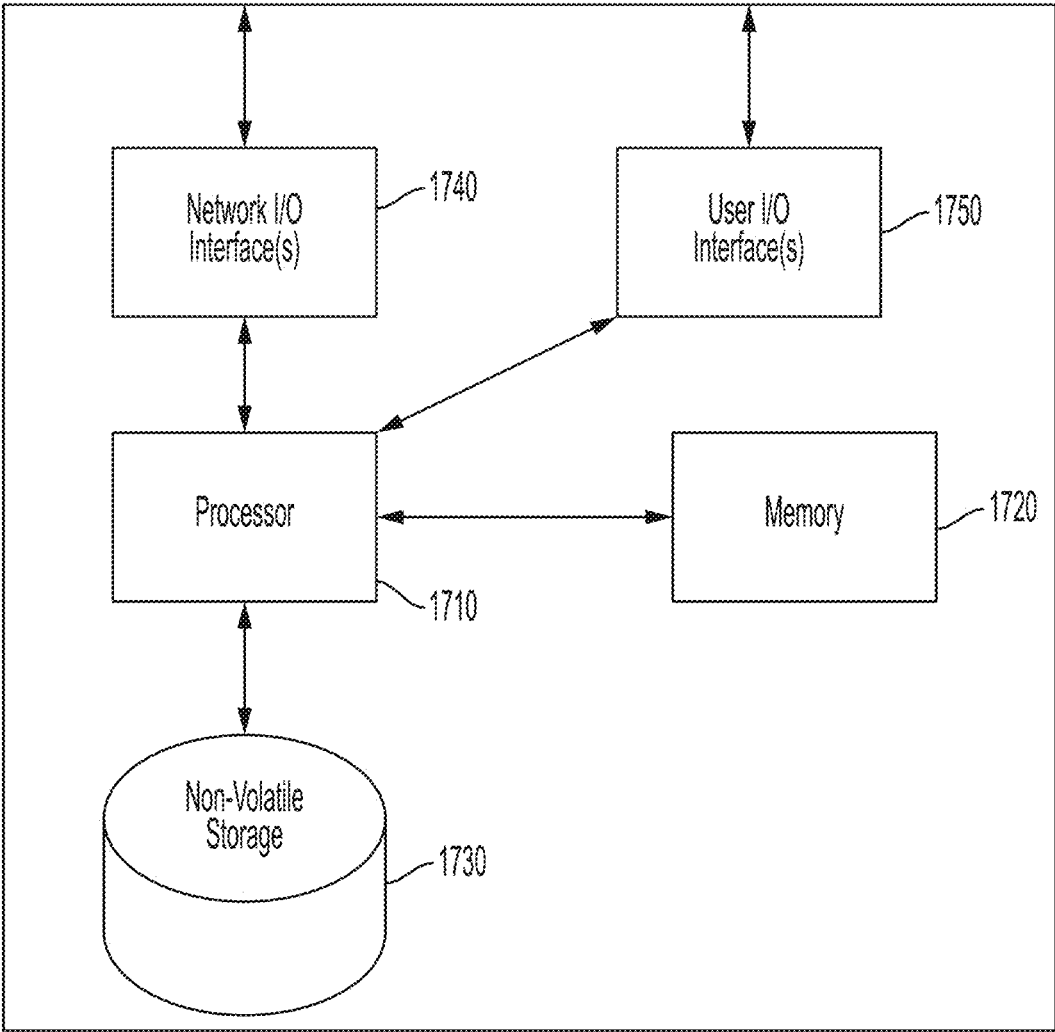 Network I/O
Interface(s)
1740
User I/O
Interface(s)
1750
Processor
1710
Memory
1720
Non-Volatile
Storage
1730